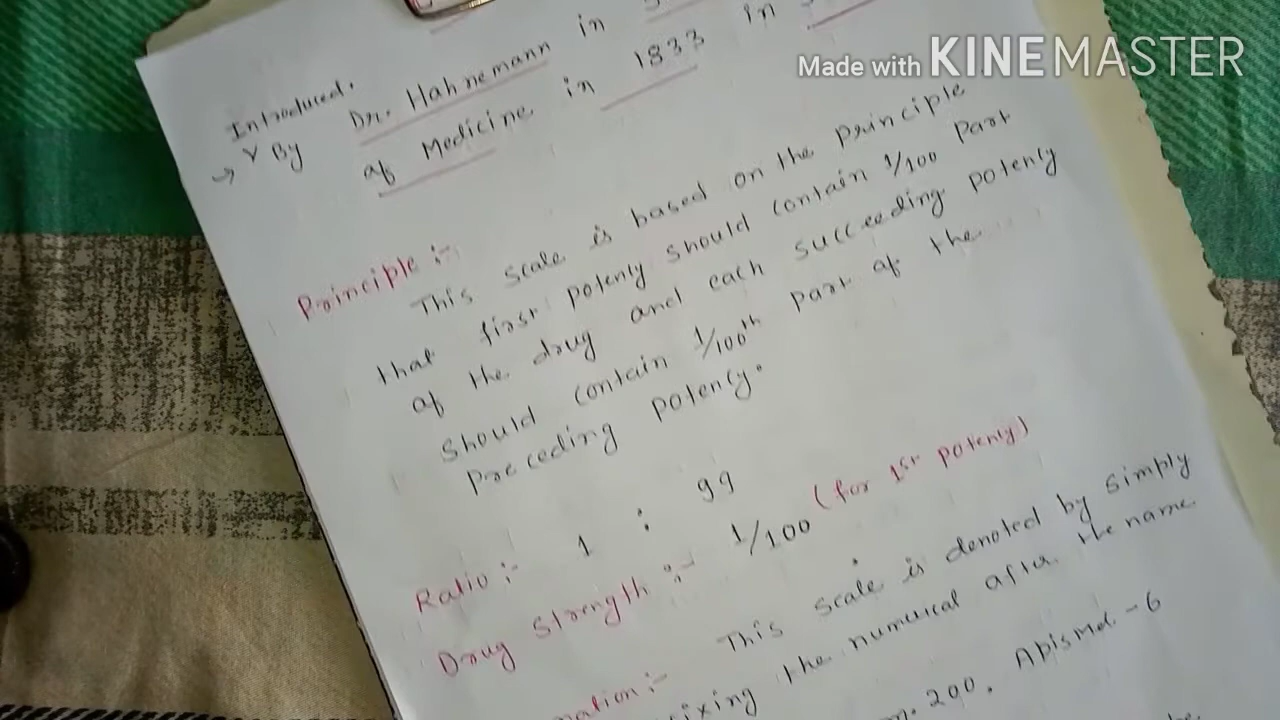 Made with KINEMASTER
Introduced.
→ By Dr. Hahnemann in
of Medicine in 1833 in
Principle :-
This scale is based on the principle
that first potency should contain 1/100 part
of the drug and each succeeding potency
should contain 1/100th part of the
preceding potency.
Ratio :- 1 : 99
Drug Strength :- 1/100 (for 1st potency)
This scale is denoted by simply
the numerical after the name
200. Apis Mel - 6